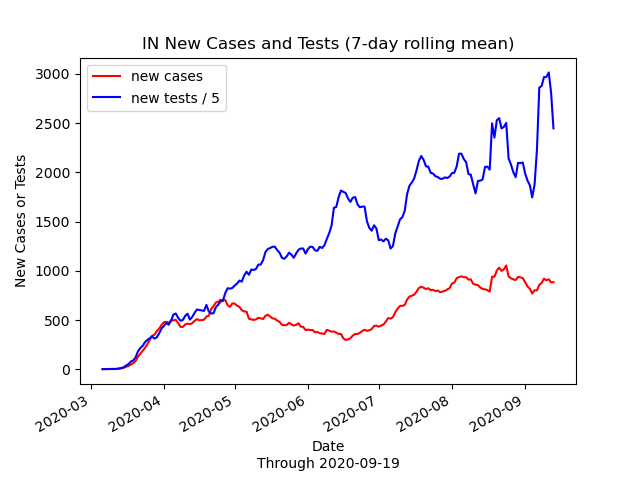 IN New Cases and Tests (7-day rolling mean)
new cases
new tests / 5
New Cases or Tests
3000
2500
2000
1500
1000
500
0
2020-03
2020-04
2020-05
2020-06
2020-07
2020-08
2020-09
Date
Through 2020-09-19